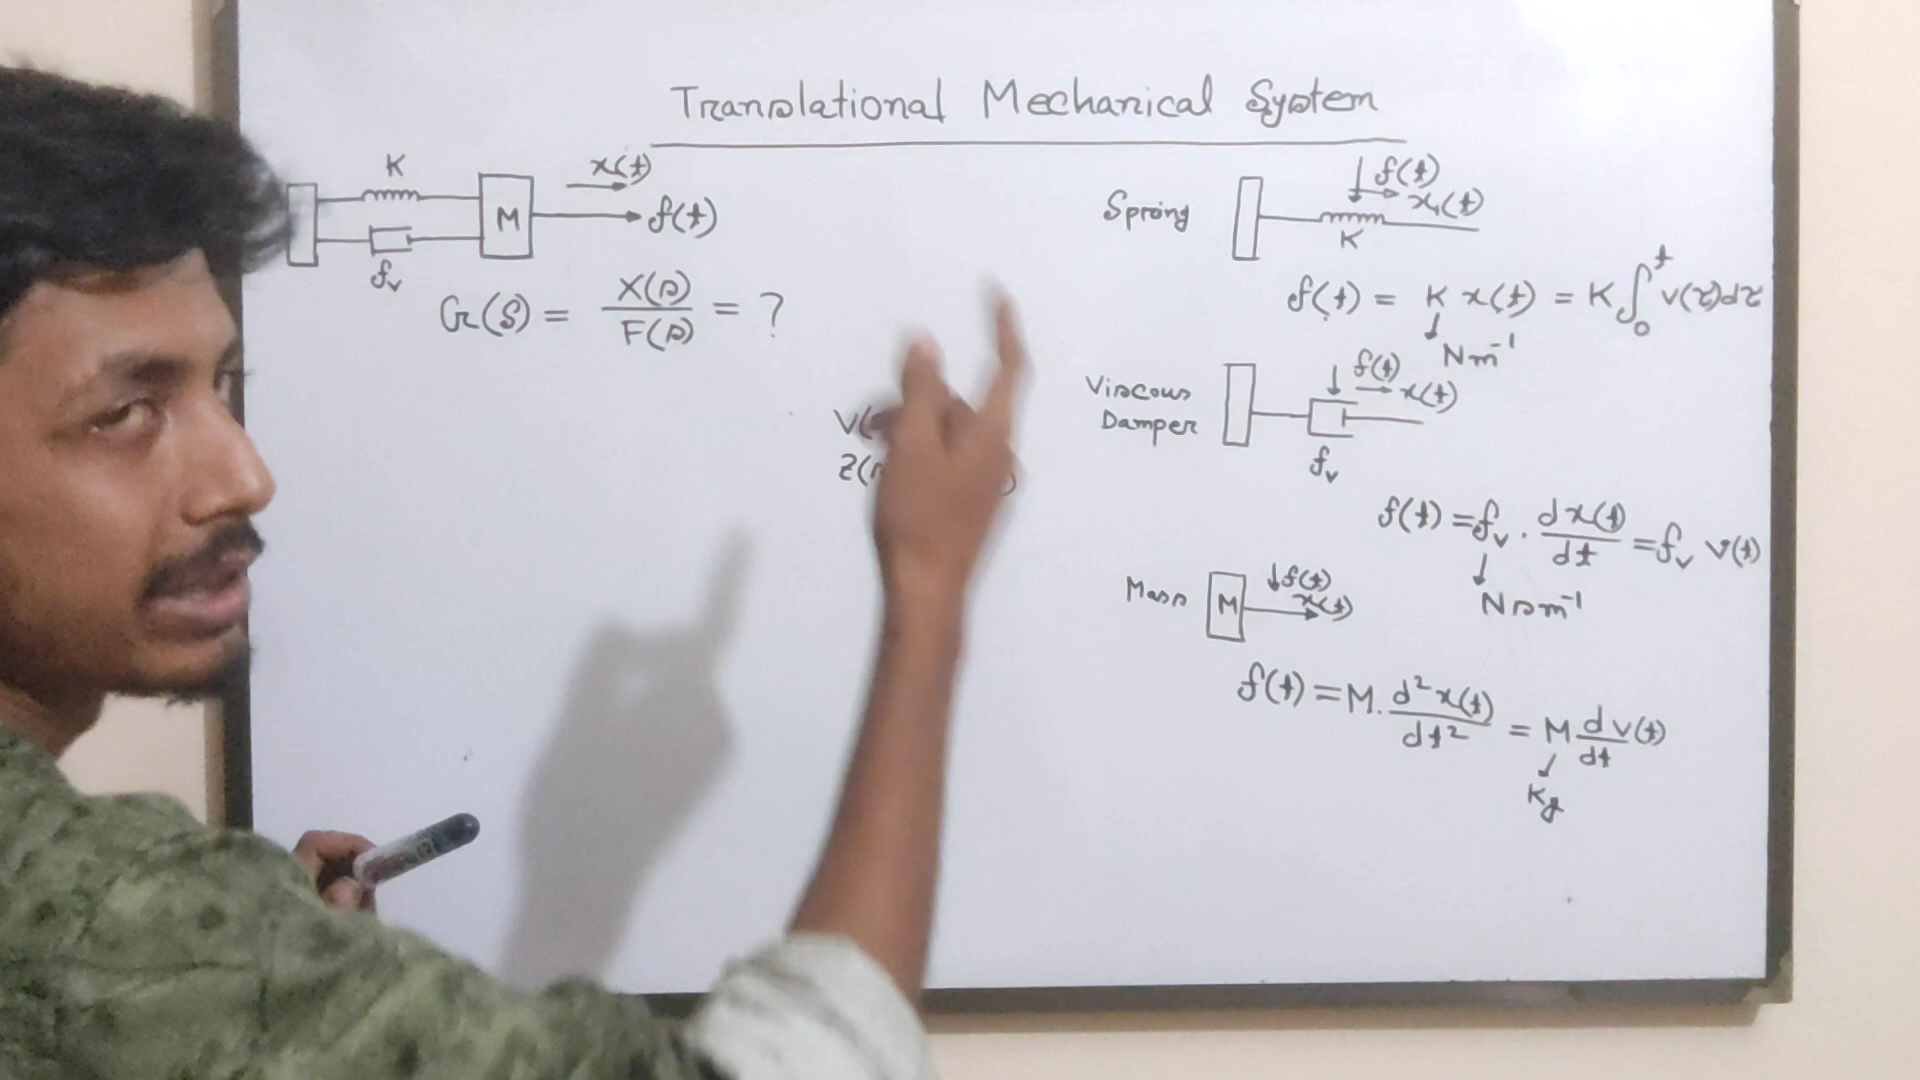 Translational Mechanical System
K
M
x(t)
f(t)
fv
G(S) = X(s)/F(s) = ?
V(
Z(
Spring
f(t)
x(t)
K
f(t) = K x(t) = K ∫₀ᵗ v(τ)dτ
Nm⁻¹
Viscous
Damper
f(t)
x(t)
fv
f(t) = fv . dx(t)/dt = fv v(t)
Nsm⁻¹
Mass
M
f(t)
x(t)
f(t) = M. d²x(t)/dt² = M dv(t)/dt
Kg